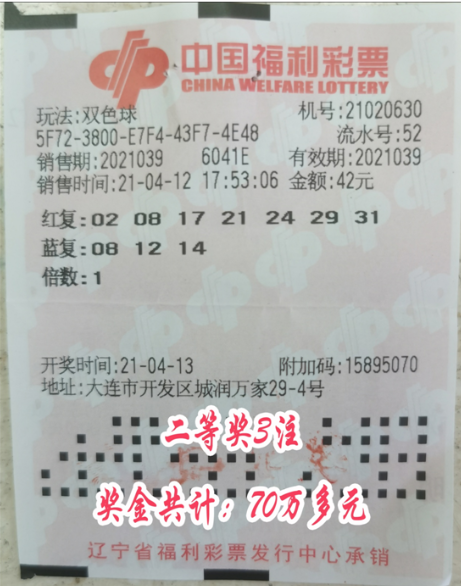 中国福利彩票
CHINA WELFARE LOTTERY
玩法:双色球 机号:21020630
5F72-3800-E7F4-43F7-4E48 流水号:52
销售期:2021039 6041E 有效期:2021039
销售时间:21-04-12 17:53:06 金额:42元
红复:02 08 17 21 24 29 31
蓝复:08 12 14
倍数:1
开奖时间:21-04-13 附加码:15895070
地址:大连市开发区城润万家29-4号
二等奖3注
奖金共计：70万多元
辽宁省福利彩票发行中心承销